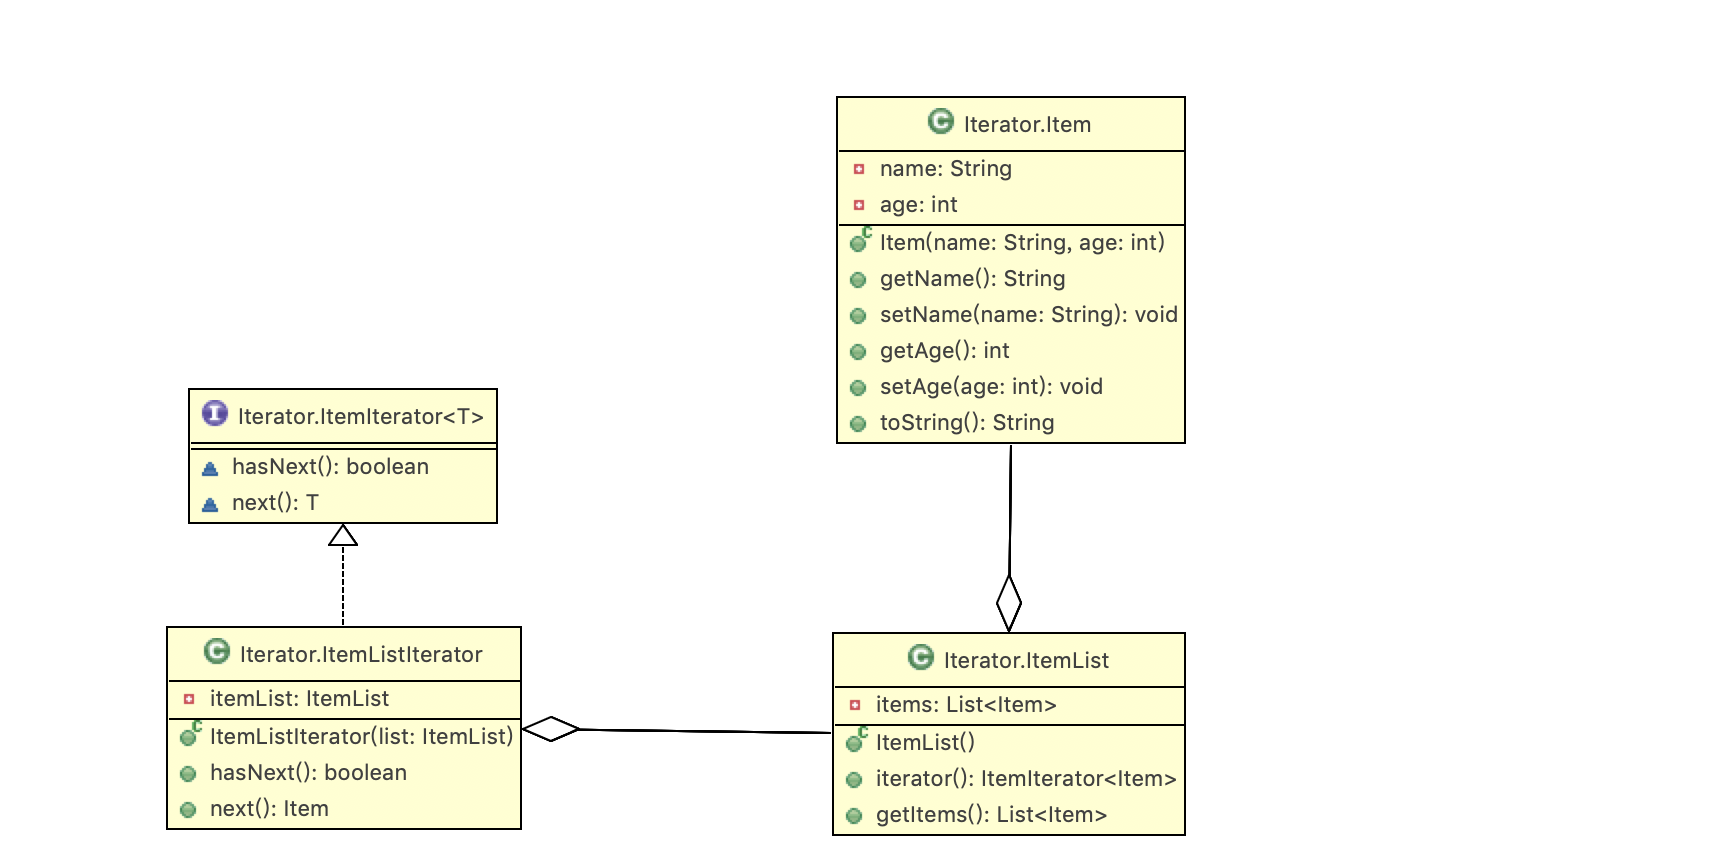 Iterator.Item
name: String
age: int
Item(name: String, age: int)
getName(): String
setName(name: String): void
getAge(): int
setAge(age: int): void
toString(): String
Iterator.ItemIterator<T>
hasNext(): boolean
next(): T
Iterator.ItemListIterator
itemList: ItemList
ItemListIterator(list: ItemList)
hasNext(): boolean
next(): Item
Iterator.ItemList
items: List<Item>
ItemList()
iterator(): ItemIterator<Item>
getItems(): List<Item>